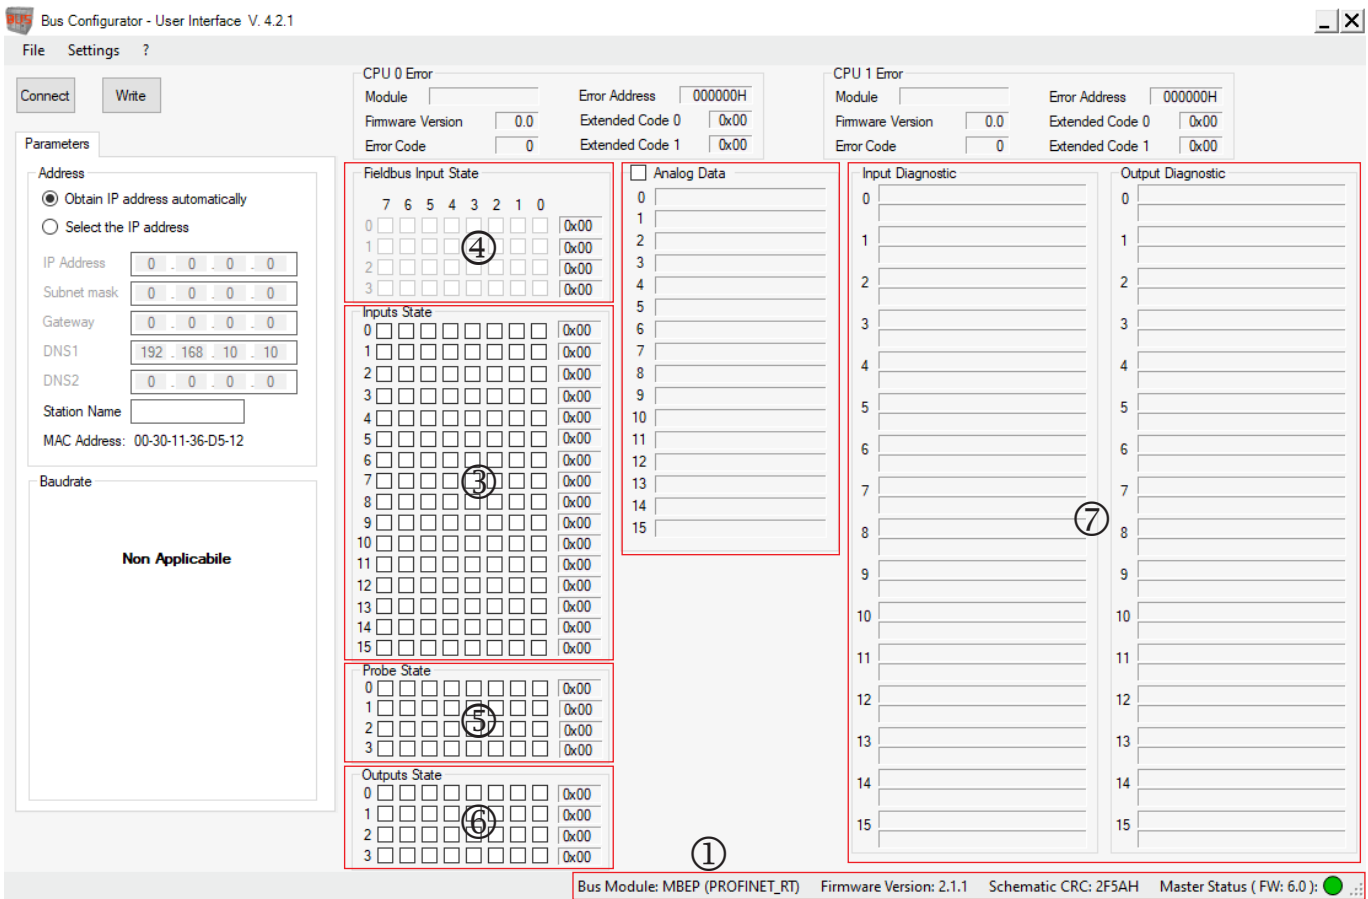 BUS Bus Configurator - User Interface V. 4.2.1
File Settings ?
Connect Write
Parameters
Address
Obtain IP address automatically
Select the IP address
IP Address 0 . 0 . 0 . 0
Subnet mask 0 . 0 . 0 . 0
Gateway 0 . 0 . 0 . 0
DNS1 192 . 168 . 10 . 10
DNS2 0 . 0 . 0 . 0
Station Name
MAC Address: 00-30-11-36-D5-12
Baudrate
Non Applicabile
CPU 0 Error
Module Error Address 000000H
Firmware Version 0.0 Extended Code 0 0x00
Error Code 0 Extended Code 1 0x00
CPU 1 Error
Module Error Address 000000H
Firmware Version 0.0 Extended Code 0 0x00
Error Code 0 Extended Code 1 0x00
Fieldbus Input State
7 6 5 4 3 2 1 0
0 0x00
1 0x00
2 0x00
3 0x00
④
Inputs State
0 0x00
1 0x00
2 0x00
3 0x00
4 0x00
5 0x00
6 0x00
7 0x00
8 0x00
9 0x00
10 0x00
11 0x00
12 0x00
13 0x00
14 0x00
15 0x00
③
Probe State
0 0x00
1 0x00
2 0x00
3 0x00
⑤
Outputs State
0 0x00
1 0x00
2 0x00
3 0x00
⑥
Analog Data
0
1
2
3
4
5
6
7
8
9
10
11
12
13
14
15
Input Diagnostic
0
1
2
3
4
5
6
7
8
9
10
11
12
13
14
15
⑦
Output Diagnostic
0
1
2
3
4
5
6
7
8
9
10
11
12
13
14
15
①
Bus Module: MBEP (PROFINET_RT) Firmware Version: 2.1.1 Schematic CRC: 2F5AH Master Status ( FW: 6.0 ):